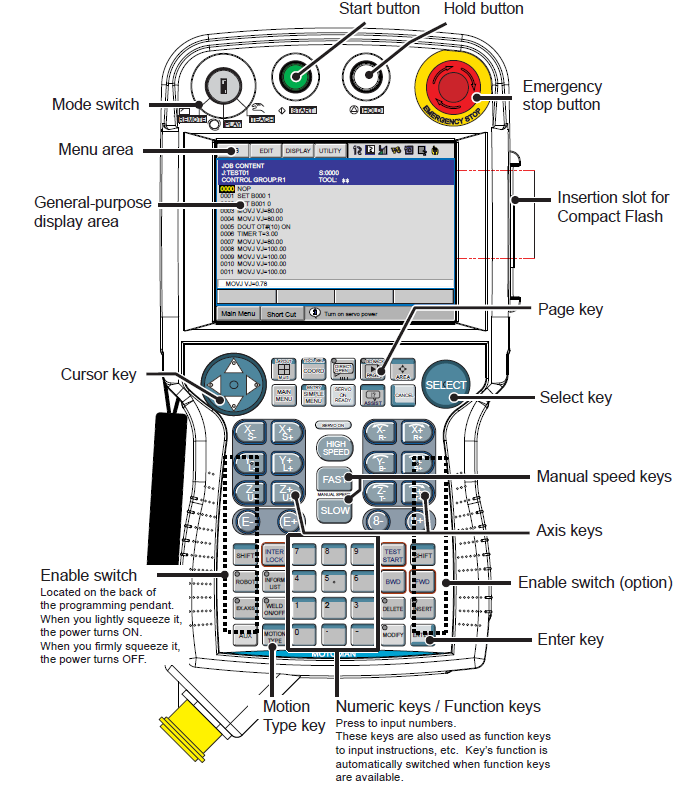 Start button
Hold button
Mode switch
Emergency
stop button
REMOTE
PLAY
TEACH
START
HOLD
EMERGENCY STOP
Menu area
EDIT
DISPLAY
UTILITY
JOB CONTENT
J:TEST01 S:0000
CONTROL GROUP:R1 TOOL:
General-purpose
display area
0000 NOP
0001 SET B000 1
T B001 0
0003 MOVJ VJ=80.00
0004 MOVJ VJ=80.00
0005 DOUT OT#(10) ON
0006 TIMER T=3.00
0007 MOVJ VJ=80.00
0008 MOVJ VJ=100.00
0009 MOVJ VJ=100.00
0010 MOVJ VJ=100.00
0011 MOVJ VJ=100.00
MOVJ VJ=0.78
Main Menu
Short Cut
Turn on servo power
Insertion slot for
Compact Flash
Page key
Cursor key
COORD
DIRECT
OPEN
PAGE
AREA
MAIN
MENU
SIMPLE
MENU
SERVO
ON
READY
ASSIST
CANCEL
SELECT
Select key
X-
S-
X+
S+
SERVO ON
X-
R-
X+
R+
HIGH
SPEED
Y+
L+
Y-
B-
FAST
MANUAL SPEED
SLOW
Manual speed keys
Z+
Z-
T-
E-
E+
8-
Axis keys
SHIFT
INTER
LOCK
7
8
9
TEST
START
SHIFT
ROBOT
INFORM
LIST
4
5
6
BWD
FWD
EX.AXIS
WELD
ON/OFF
1
2
3
DELETE
INSERT
AUX
MOTION
TYPE
0
.
-
MODIFY
ENTER
MOTOMAN
Enable switch
Located on the back of
the programming pendant.
When you lightly squeeze it,
the power turns ON.
When you firmly squeeze it,
the power turns OFF.
Enable switch (option)
Enter key
Motion
Type key
Numeric keys / Function keys
Press to input numbers.
These keys are also used as function keys
to input instructions, etc. Key's function is
automatically switched when function keys
are available.